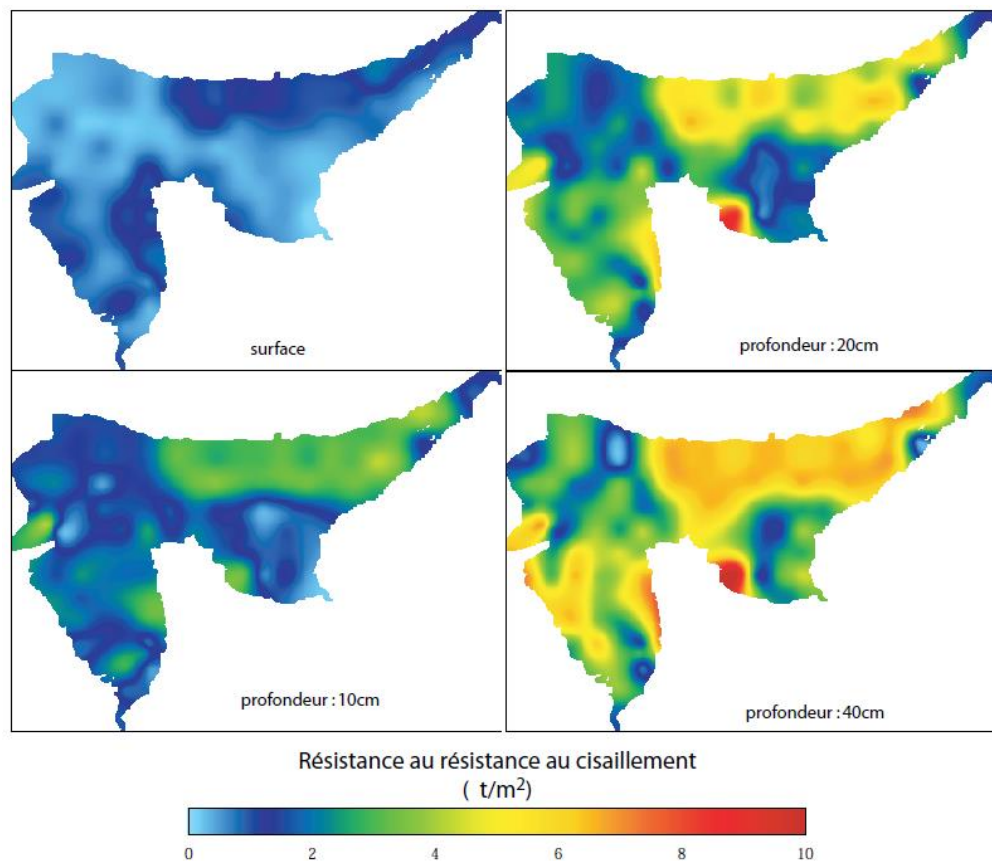 surface
profondeur : 20cm
profondeur : 10cm
profondeur : 40cm
Résistance au résistance au cisaillement
( t/m²)
0 2 4 6 8 10